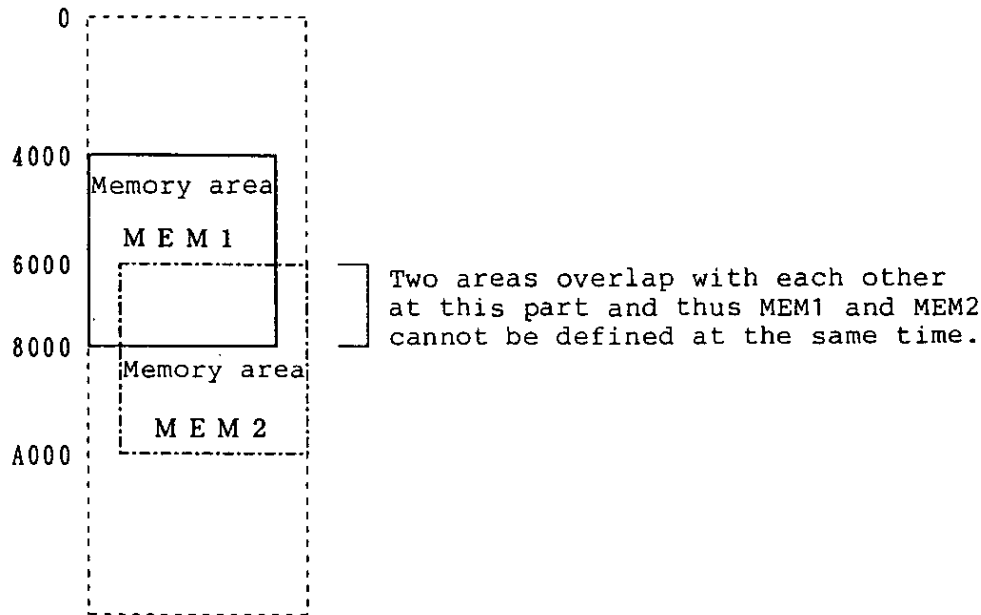 0
4000
Memory area
MEM1
6000
Two areas overlap with each other
at this part and thus MEM1 and MEM2
cannot be defined at the same time.
8000
Memory area
MEM2
A000